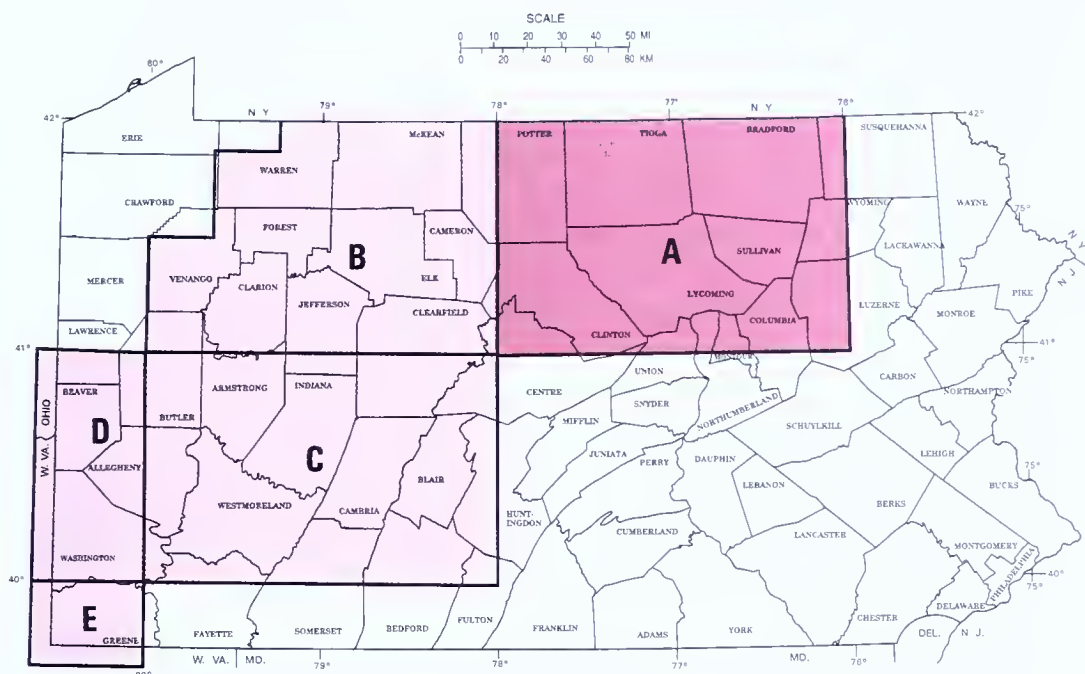 SCALE
0 10 20 30 40 50 MI
0 20 40 60 80 KM
80°
42° N Y 79° 78° 77° N Y 76° 42°
ERIE McKEAN POTTER TIOGA BRADFORD SUSQUEHANNA
WARREN
CRAWFORD WYOMING WAYNE 75°
FOREST CAMERON SULLIVAN LACKAWANNA
B A
MERCER VENANGO CLARION ELK N Y
N J
JEFFERSON LYCOMING LUZERNE PIKE
LAWRENCE CLEARFIELD CLINTON COLUMBIA MONROE
41° MONTOUR 41°
75°
BEAVER ARMSTRONG INDIANA CENTRE UNION CARBON NORTHAMPTON
OHIO BUTLER SNYDER NORTHUMBERLAND
W. VA. D MIFFLIN SCHUYLKILL
ALLEGHENY C JUNIATA PERRY DAUPHIN LEHIGH
WESTMORELAND CAMBRIA BLAIR LEBANON BERKS BUCKS 75°
HUNT-
INGDON
CUMBERLAND LANCASTER
WASHINGTON MONTGOMERY
40° PHILADELPHIA 40°
75°
E DELAWARE
GREENE FAYETTE SOMERSET BEDFORD FULTON FRANKLIN ADAMS YORK CHESTER
DEL. N J.
W. VA. MD. 79° 78° 77° MD. 76°
80°